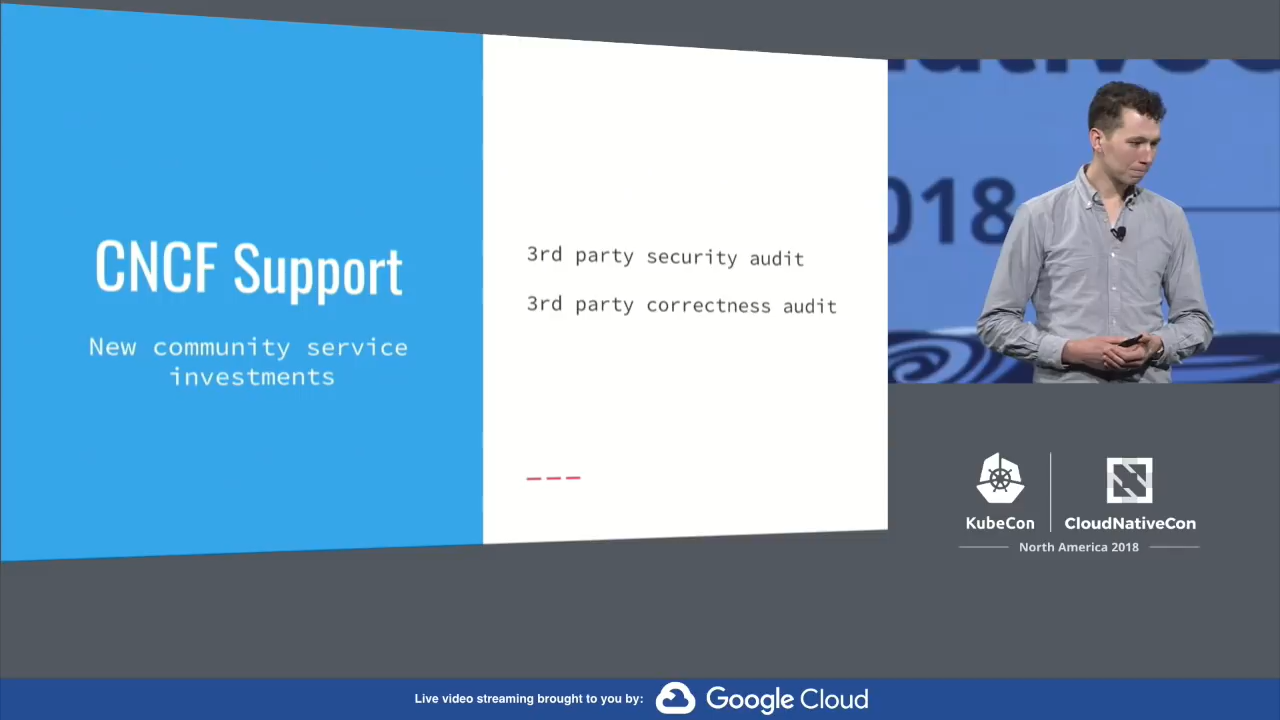 CNCF Support
New community service
investments
3rd party security audit
3rd party correctness audit
2018
KubeCon
CloudNativeCon
North America 2018
Live video streaming brought to you by:
Google Cloud